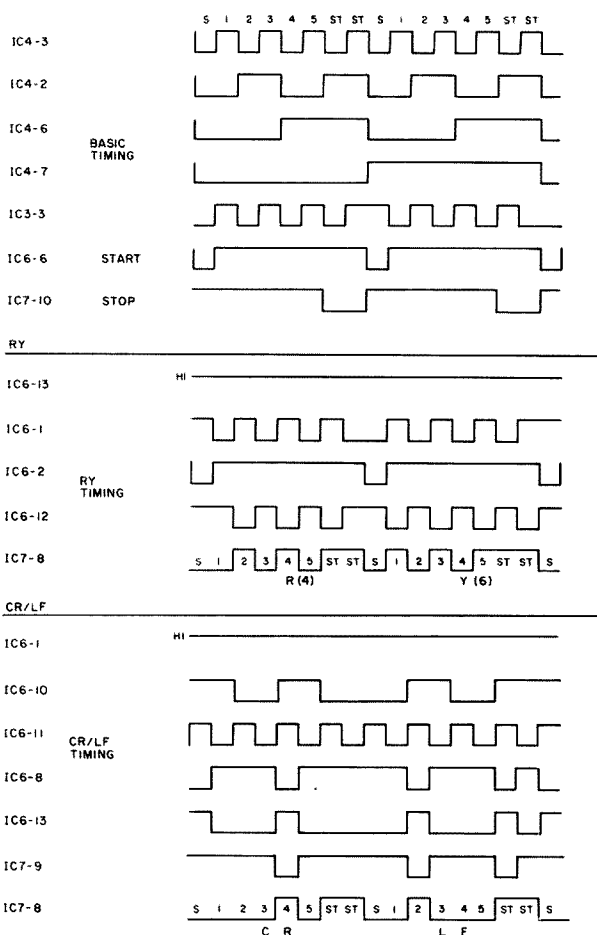 S 1 2 3 4 5 ST ST S 1 2 3 4 5 ST ST
IC4-3
IC4-2
IC4-6
BASIC
TIMING
IC4-7
IC3-3
IC6-6 START
IC7-10 STOP
RY
IC6-13 HI
IC6-1
IC6-2
RY
TIMING
IC6-12
IC7-8 S 1 2 3 4 5 ST ST S 1 2 3 4 5 ST ST S
R (4) Y (6)
CR/LF
IC6-1 HI
IC6-10
IC6-11
CR/LF
TIMING
IC6-8
IC6-13
IC7-9
IC7-8 S 1 2 3 4 5 ST ST S 1 2 3 4 5 ST ST S
C R L F